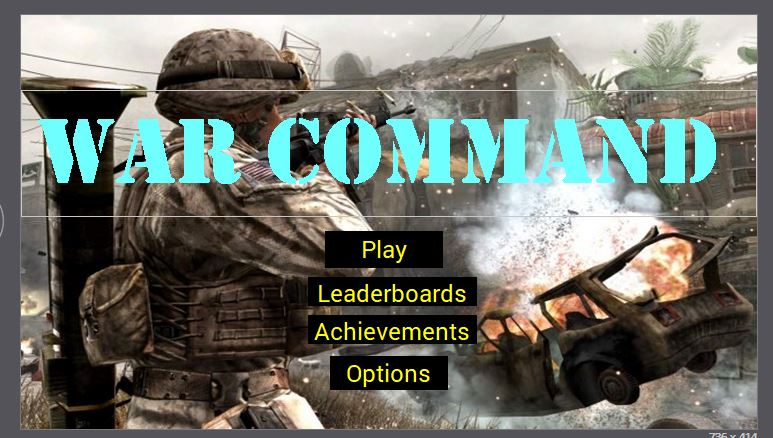 WAR COMMAND
Play
Leaderboards
Achievements
Options
736 x 414